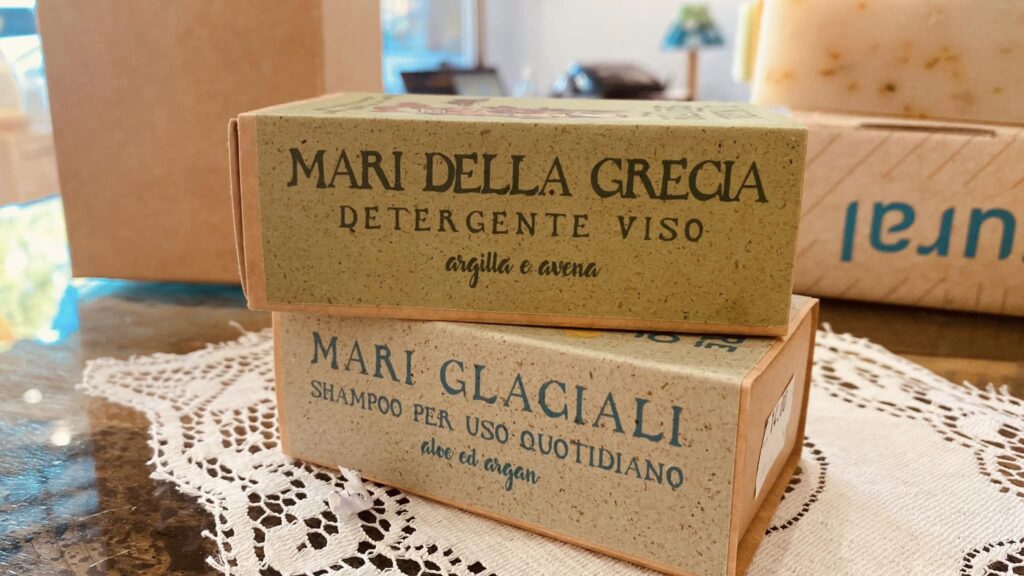 MARI DELLA GRECIA
DETERGENTE VISO
argilla e avena
MARI GLACIALI
SHAMPOO PER USO QUOTIDIANO
aloe ed argan
ural